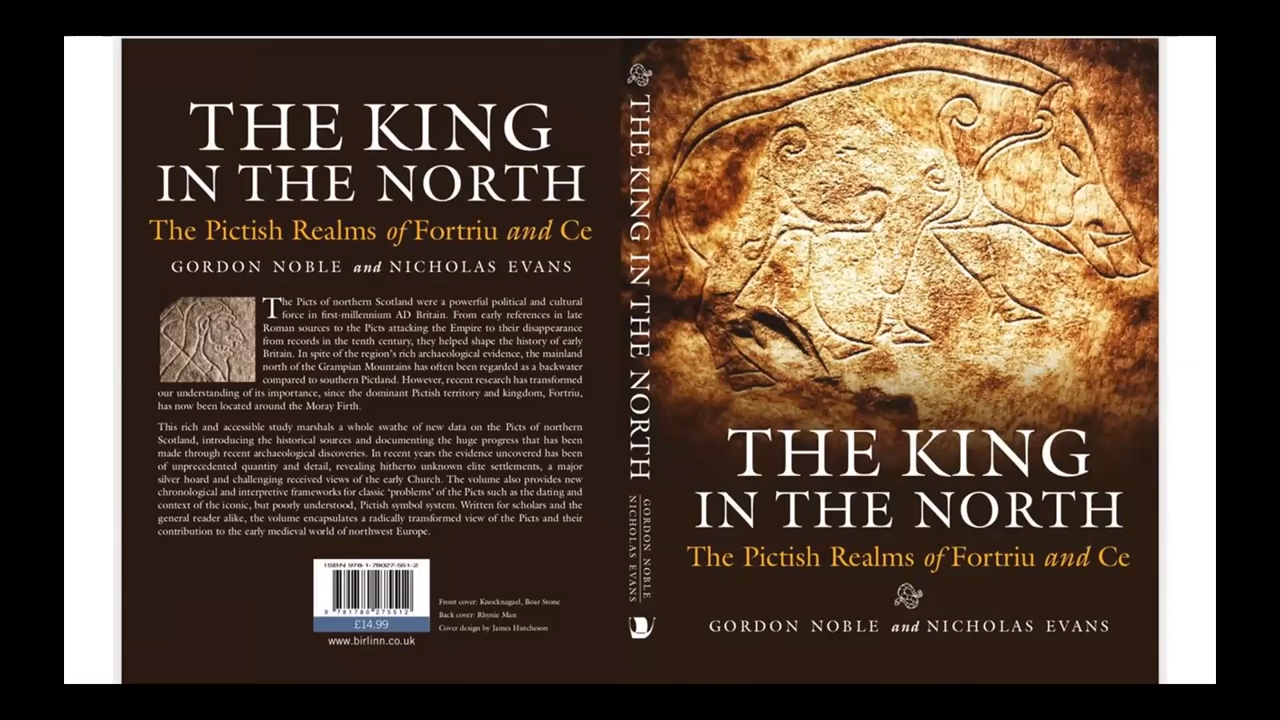 THE KING
IN THE NORTH
The Pictish Realms of Fortriu and Ce
GORDON NOBLE and NICHOLAS EVANS
The Picts of northern Scotland were a powerful political and cultural
force in first-millennium AD Britain. From early references in late
Roman sources to the Picts attacking the Empire to their disappearance
from records in the tenth century, they helped shape the history of early
Britain. In spite of the region's rich archaeological evidence, the mainland
north of the Grampian Mountains has often been regarded as a backwater
compared to southern Pictland. However, recent research has transformed
our understanding of its importance, since the dominant Pictish territory and kingdom, Fortriu,
has now been located around the Moray Firth.
This rich and accessible study marshals a whole swathe of new data on the Picts of northern
Scotland, introducing the historical sources and documenting the huge progress that has been
made through recent archaeological discoveries. In recent years the evidence uncovered has been
of unprecedented quantity and detail, revealing hitherto unknown elite settlements, a major
silver hoard and challenging received views of the early Church. The volume also provides new
chronological and interpretive frameworks for classic 'problems' of the Picts such as the dating and
context of the iconic, but poorly understood, Pictish symbol system. Written for scholars and the
general reader alike, the volume encapsulates a radically transformed view of the Picts and their
contribution to the early medieval world of northwest Europe.
ISBN 978-1-78027-551-2
9 781780 275512
£14.99
www.birlinn.co.uk
Front cover: Knocknagael, Boar Stone
Back cover: Rhynie Man
Cover design by James Hutcheson
THE KING IN THE NORTH
GORDON NOBLE
NICHOLAS EVANS
THE KING
IN THE NORTH
The Pictish Realms of Fortriu and Ce
GORDON NOBLE and NICHOLAS EVANS